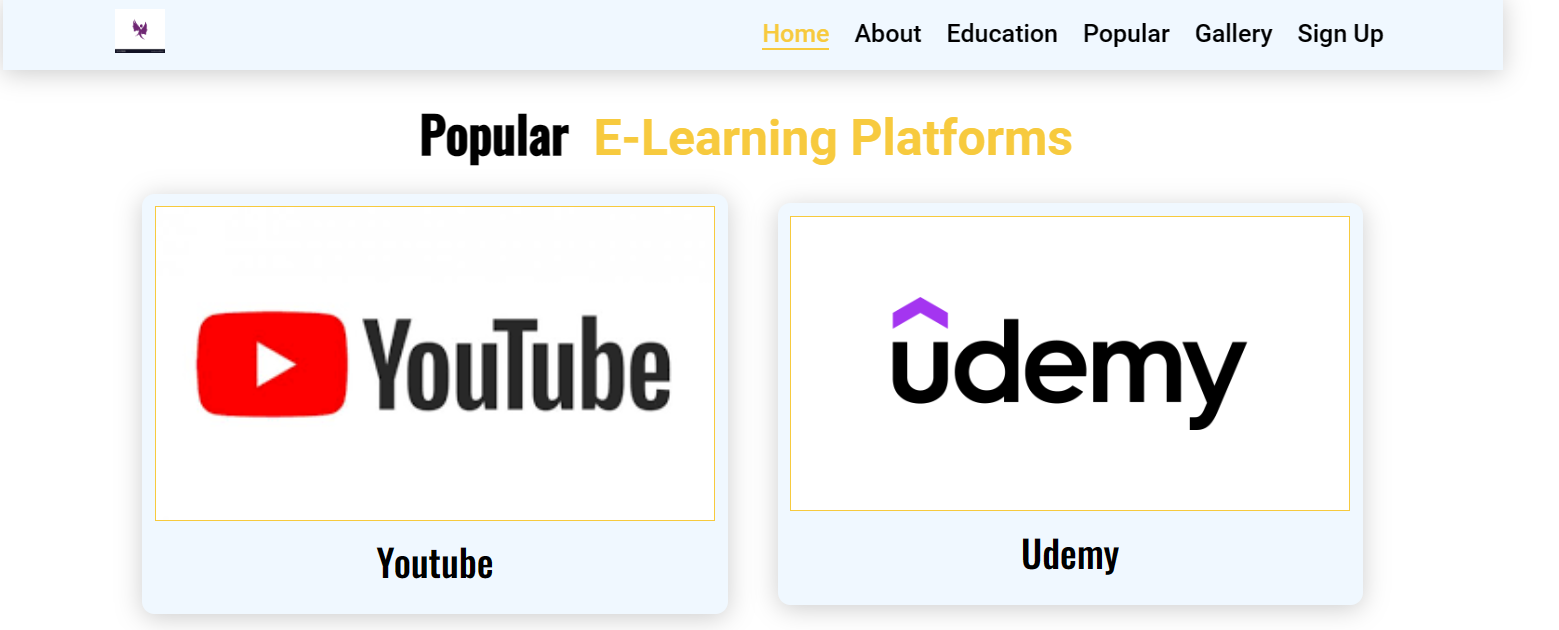 Home About Education Popular Gallery Sign Up
Popular E-Learning Platforms
YouTube
udemy
Youtube
Udemy